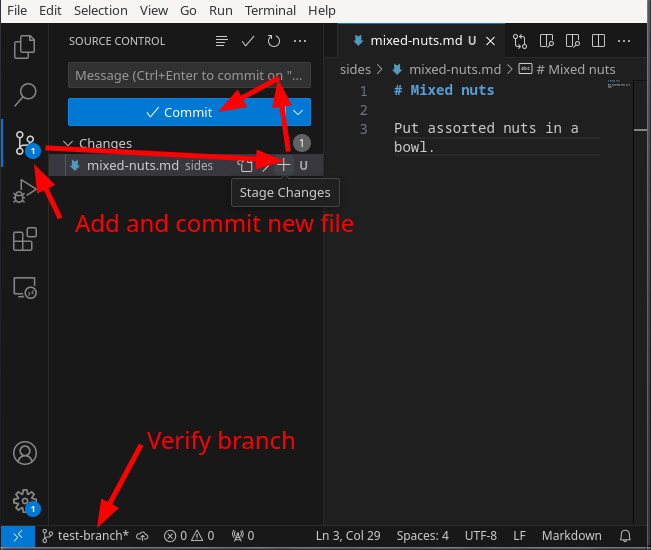 File Edit Selection View Go Run Terminal Help
SOURCE CONTROL
mixed-nuts.md U
Message (Ctrl+Enter to commit on "...
sides > mixed-nuts.md > # Mixed nuts
Commit
Changes 1
mixed-nuts.md sides U
Stage Changes
1 # Mixed nuts
2
3 Put assorted nuts in a
bowl.
1
Add and commit new file
Verify branch
1
test-branch* 0 0 0 Ln 3, Col 29 Spaces: 4 UTF-8 LF Markdown